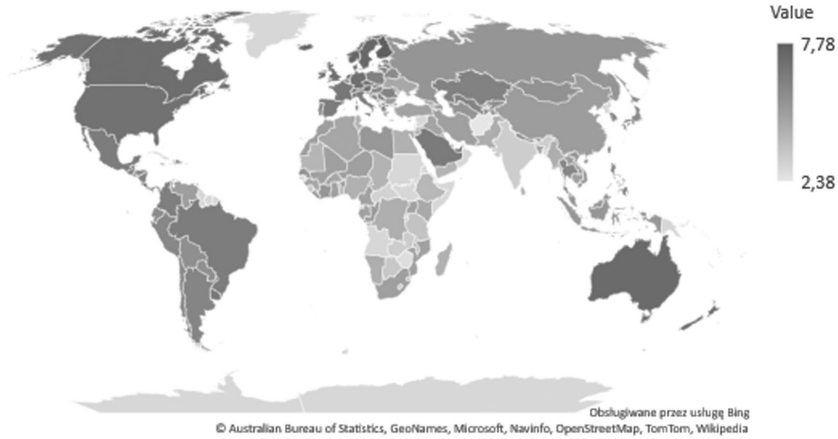 Value
7,78
2,38
Obsługiwane przez usługę Bing
© Australian Bureau of Statistics, GeoNames, Microsoft, Navinfo, OpenStreetMap, TomTom, Wikipedia